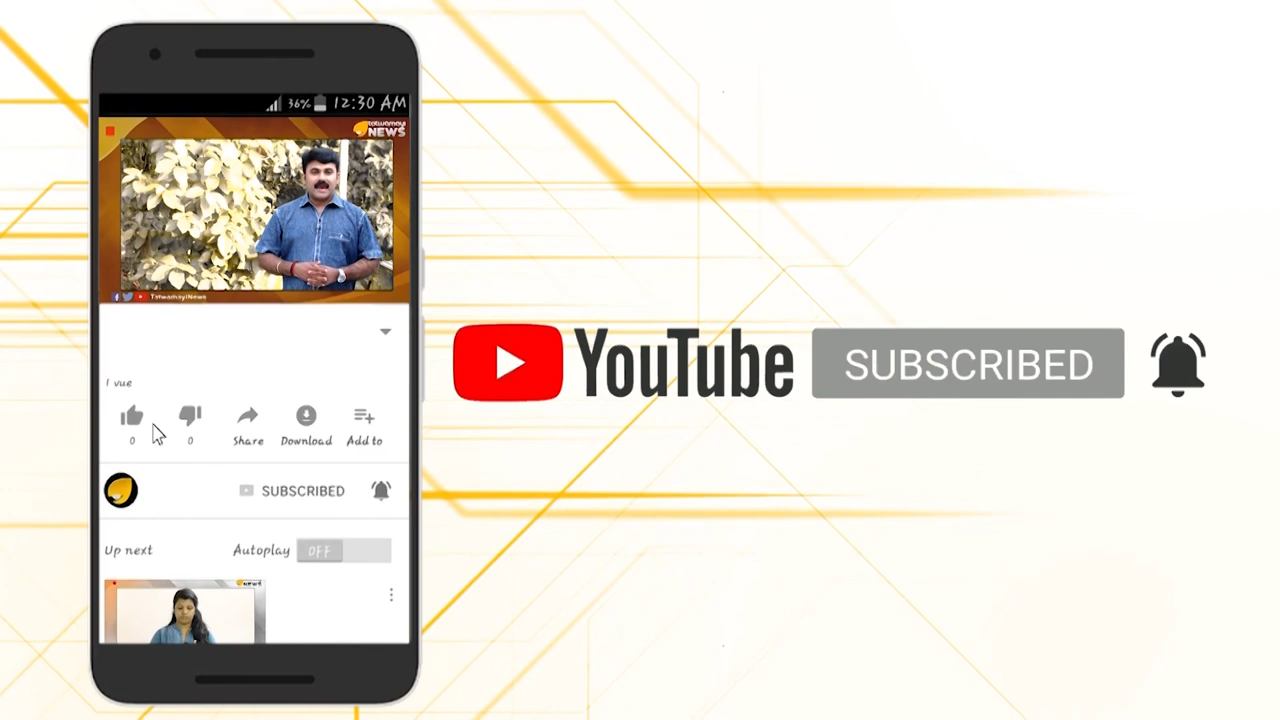 36% 12:30 AM
tatwamayi
NEWS
TatwamayiNews
1 vue
0 0 Share Download Add to
SUBSCRIBED
Up next Autoplay OFF
NEWS
YouTube SUBSCRIBED